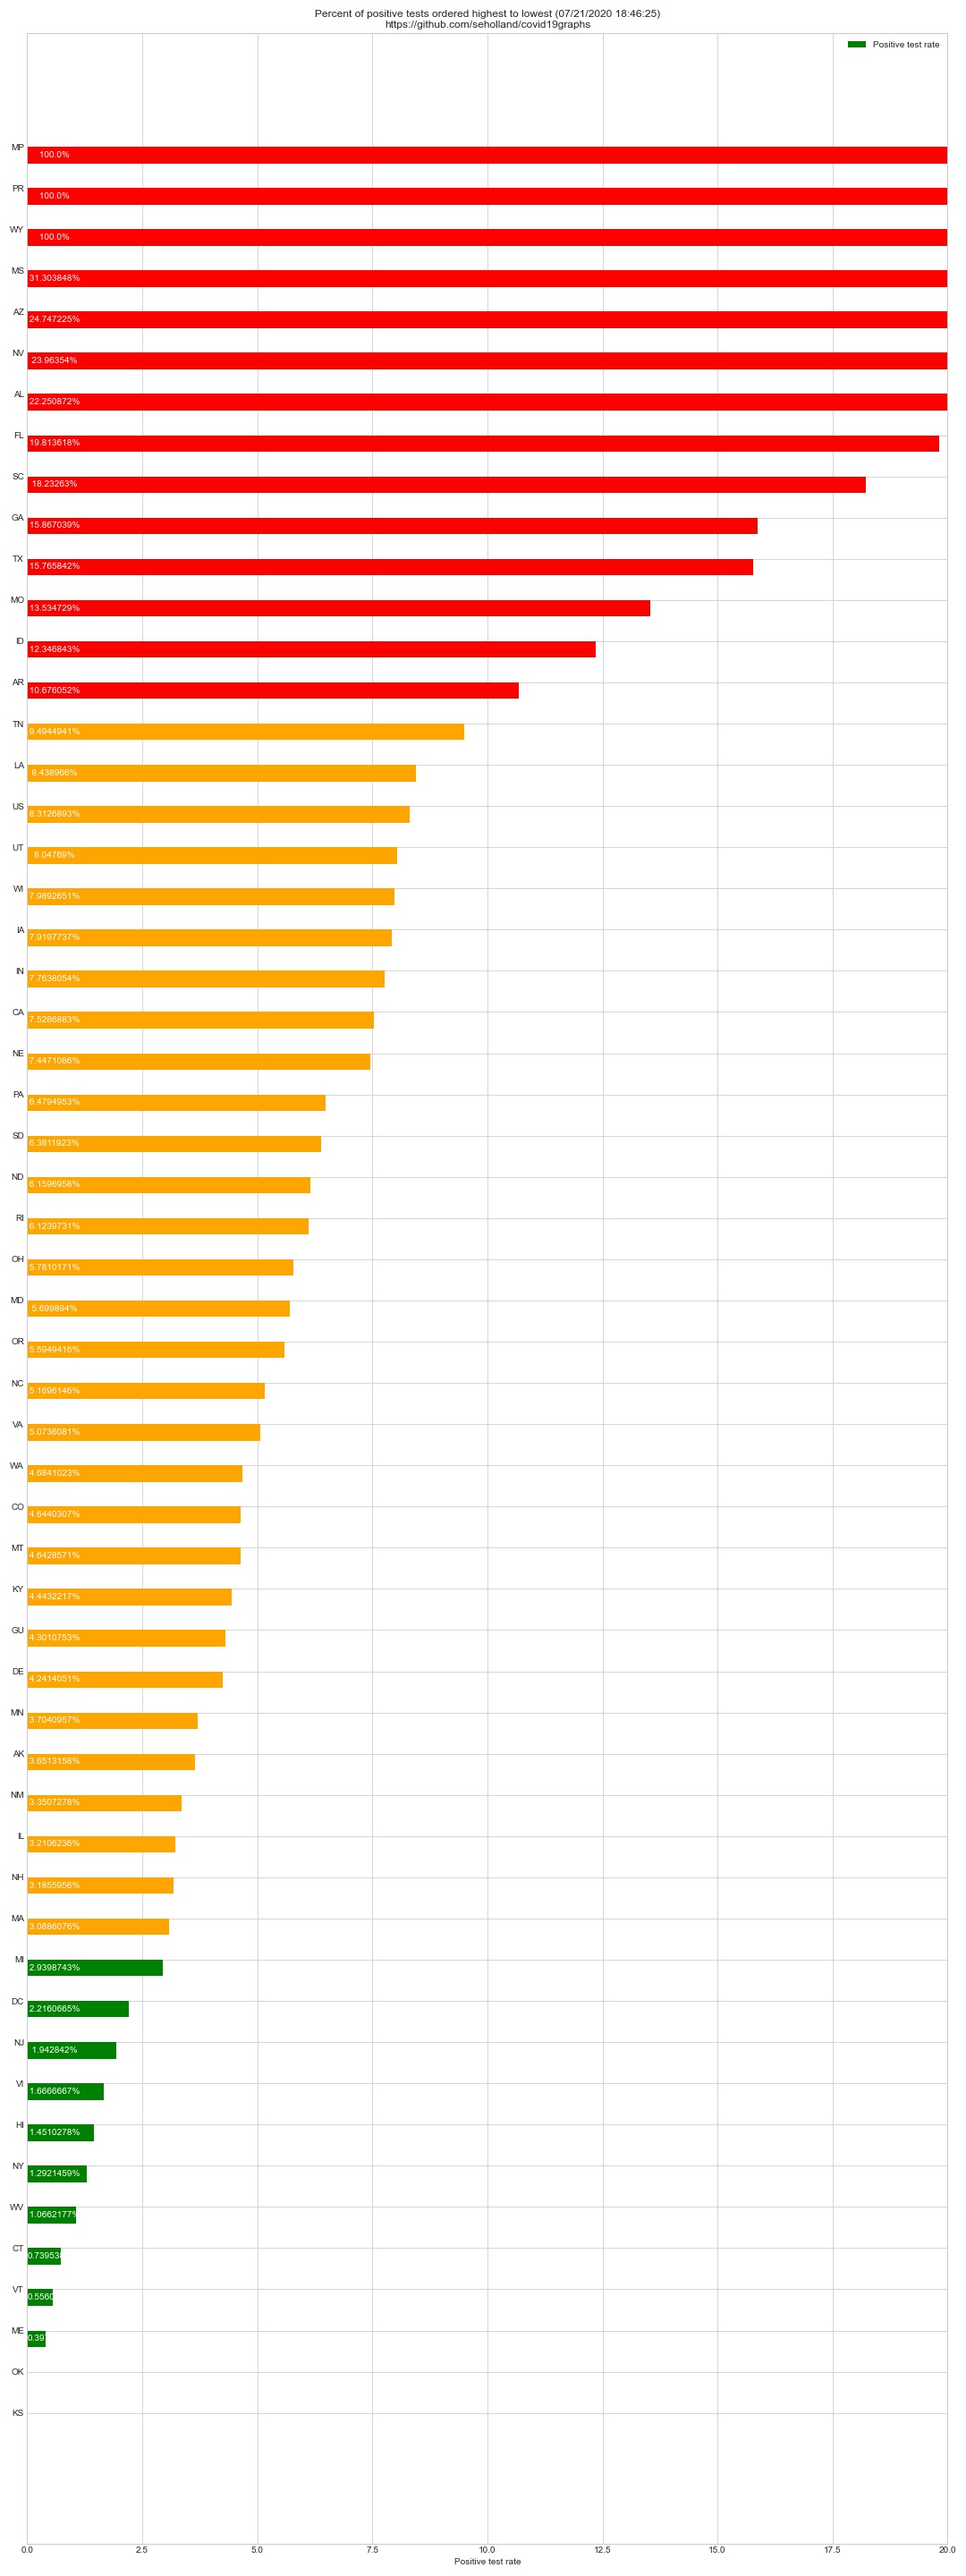 Percent of positive tests ordered highest to lowest (07/21/2020 18:46:25)
https://github.com/seholland/covid19graphs
Positive test rate
MP 100.0%
PR 100.0%
WY 100.0%
MS 31.303848%
AZ 24.747225%
NV 23.96354%
AL 22.250872%
FL 19.813618%
SC 18.23263%
GA 15.867039%
TX 15.765842%
MO 13.534729%
ID 12.346843%
AR 10.676052%
TN 9.4944941%
LA 8.438966%
US 8.3126893%
UT 8.04769%
WI 7.9892651%
IA 7.9197737%
IN 7.7638054%
CA 7.5286883%
NE 7.4471086%
PA 6.4794953%
SD 6.3811923%
ND 6.1596958%
RI 6.1239731%
OH 5.7810171%
MD 5.699894%
OR 5.5949416%
NC 5.1696146%
VA 5.0736081%
WA 4.6841023%
CO 4.6440307%
MT 4.6428571%
KY 4.4432217%
GU 4.3010753%
DE 4.2414051%
MN 3.7040957%
AK 3.6513158%
NM 3.3507278%
IL 3.2106236%
NH 3.1855956%
MA 3.0886076%
MI 2.9398743%
DC 2.2160665%
NJ 1.942842%
VI 1.6666667%
HI 1.4510278%
NY 1.2921459%
WV 1.0662177%
CT
VT
ME
OK
KS
0.0 2.5 5.0 7.5 10.0 12.5 15.0 17.5 20.0
Positive test rate